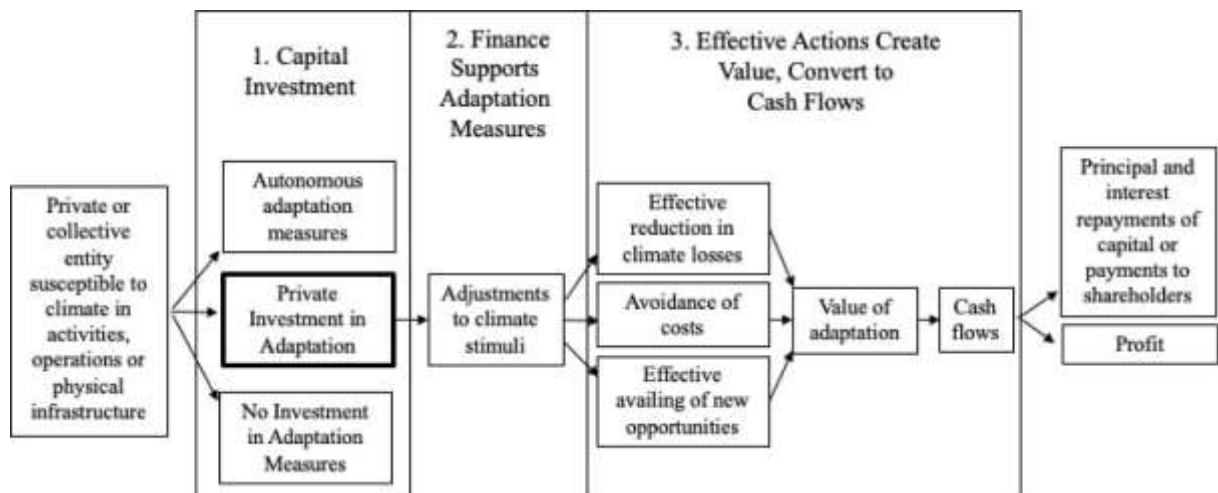 1. Capital
Investment
2. Finance
Supports
Adaptation
Measures
3. Effective Actions Create
Value, Convert to
Cash Flows
Private or
collective
entity
susceptible to
climate in
activities,
operations or
physical
infrastructure
Autonomous
adaptation
measures
Private
Investment in
Adaptation
No Investment
in Adaptation
Measures
Adjustments
to climate
stimuli
Effective
reduction in
climate losses
Avoidance of
costs
Effective
availing of new
opportunities
Value of
adaptation
Cash
flows
Principal and
interest
repayments of
capital or
payments to
shareholders
Profit